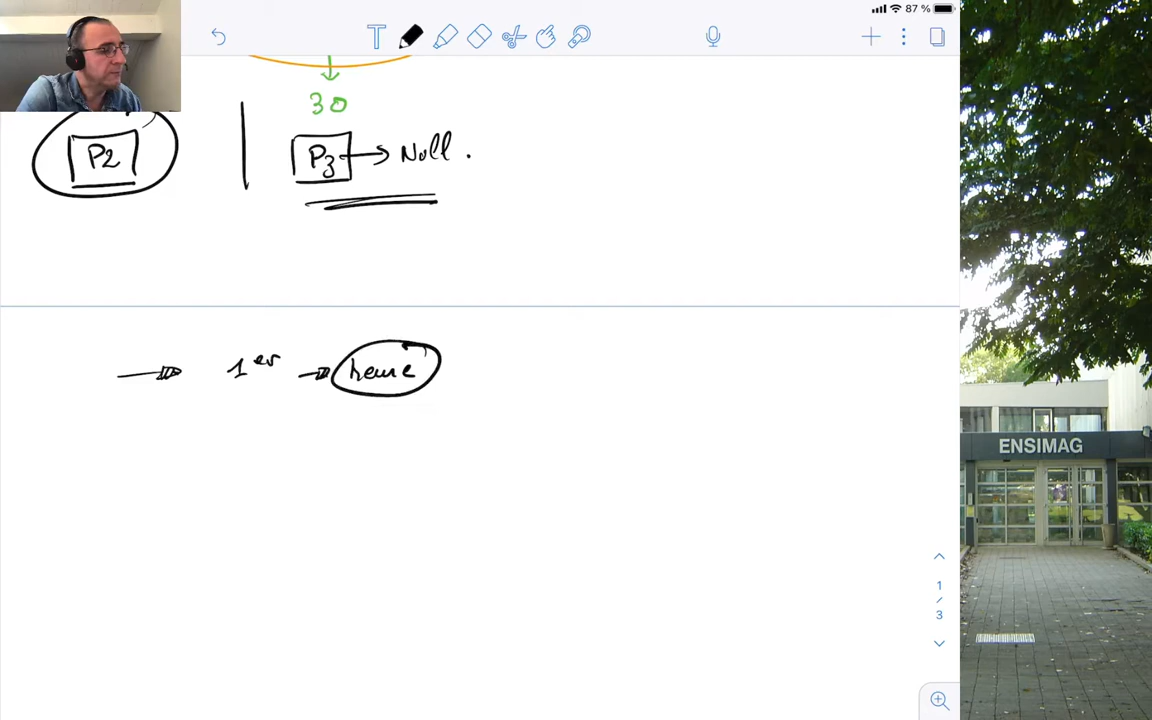 87 %
T
30
P2
P3 → Null.
1er → heure
1
/
3
ENSIMAG